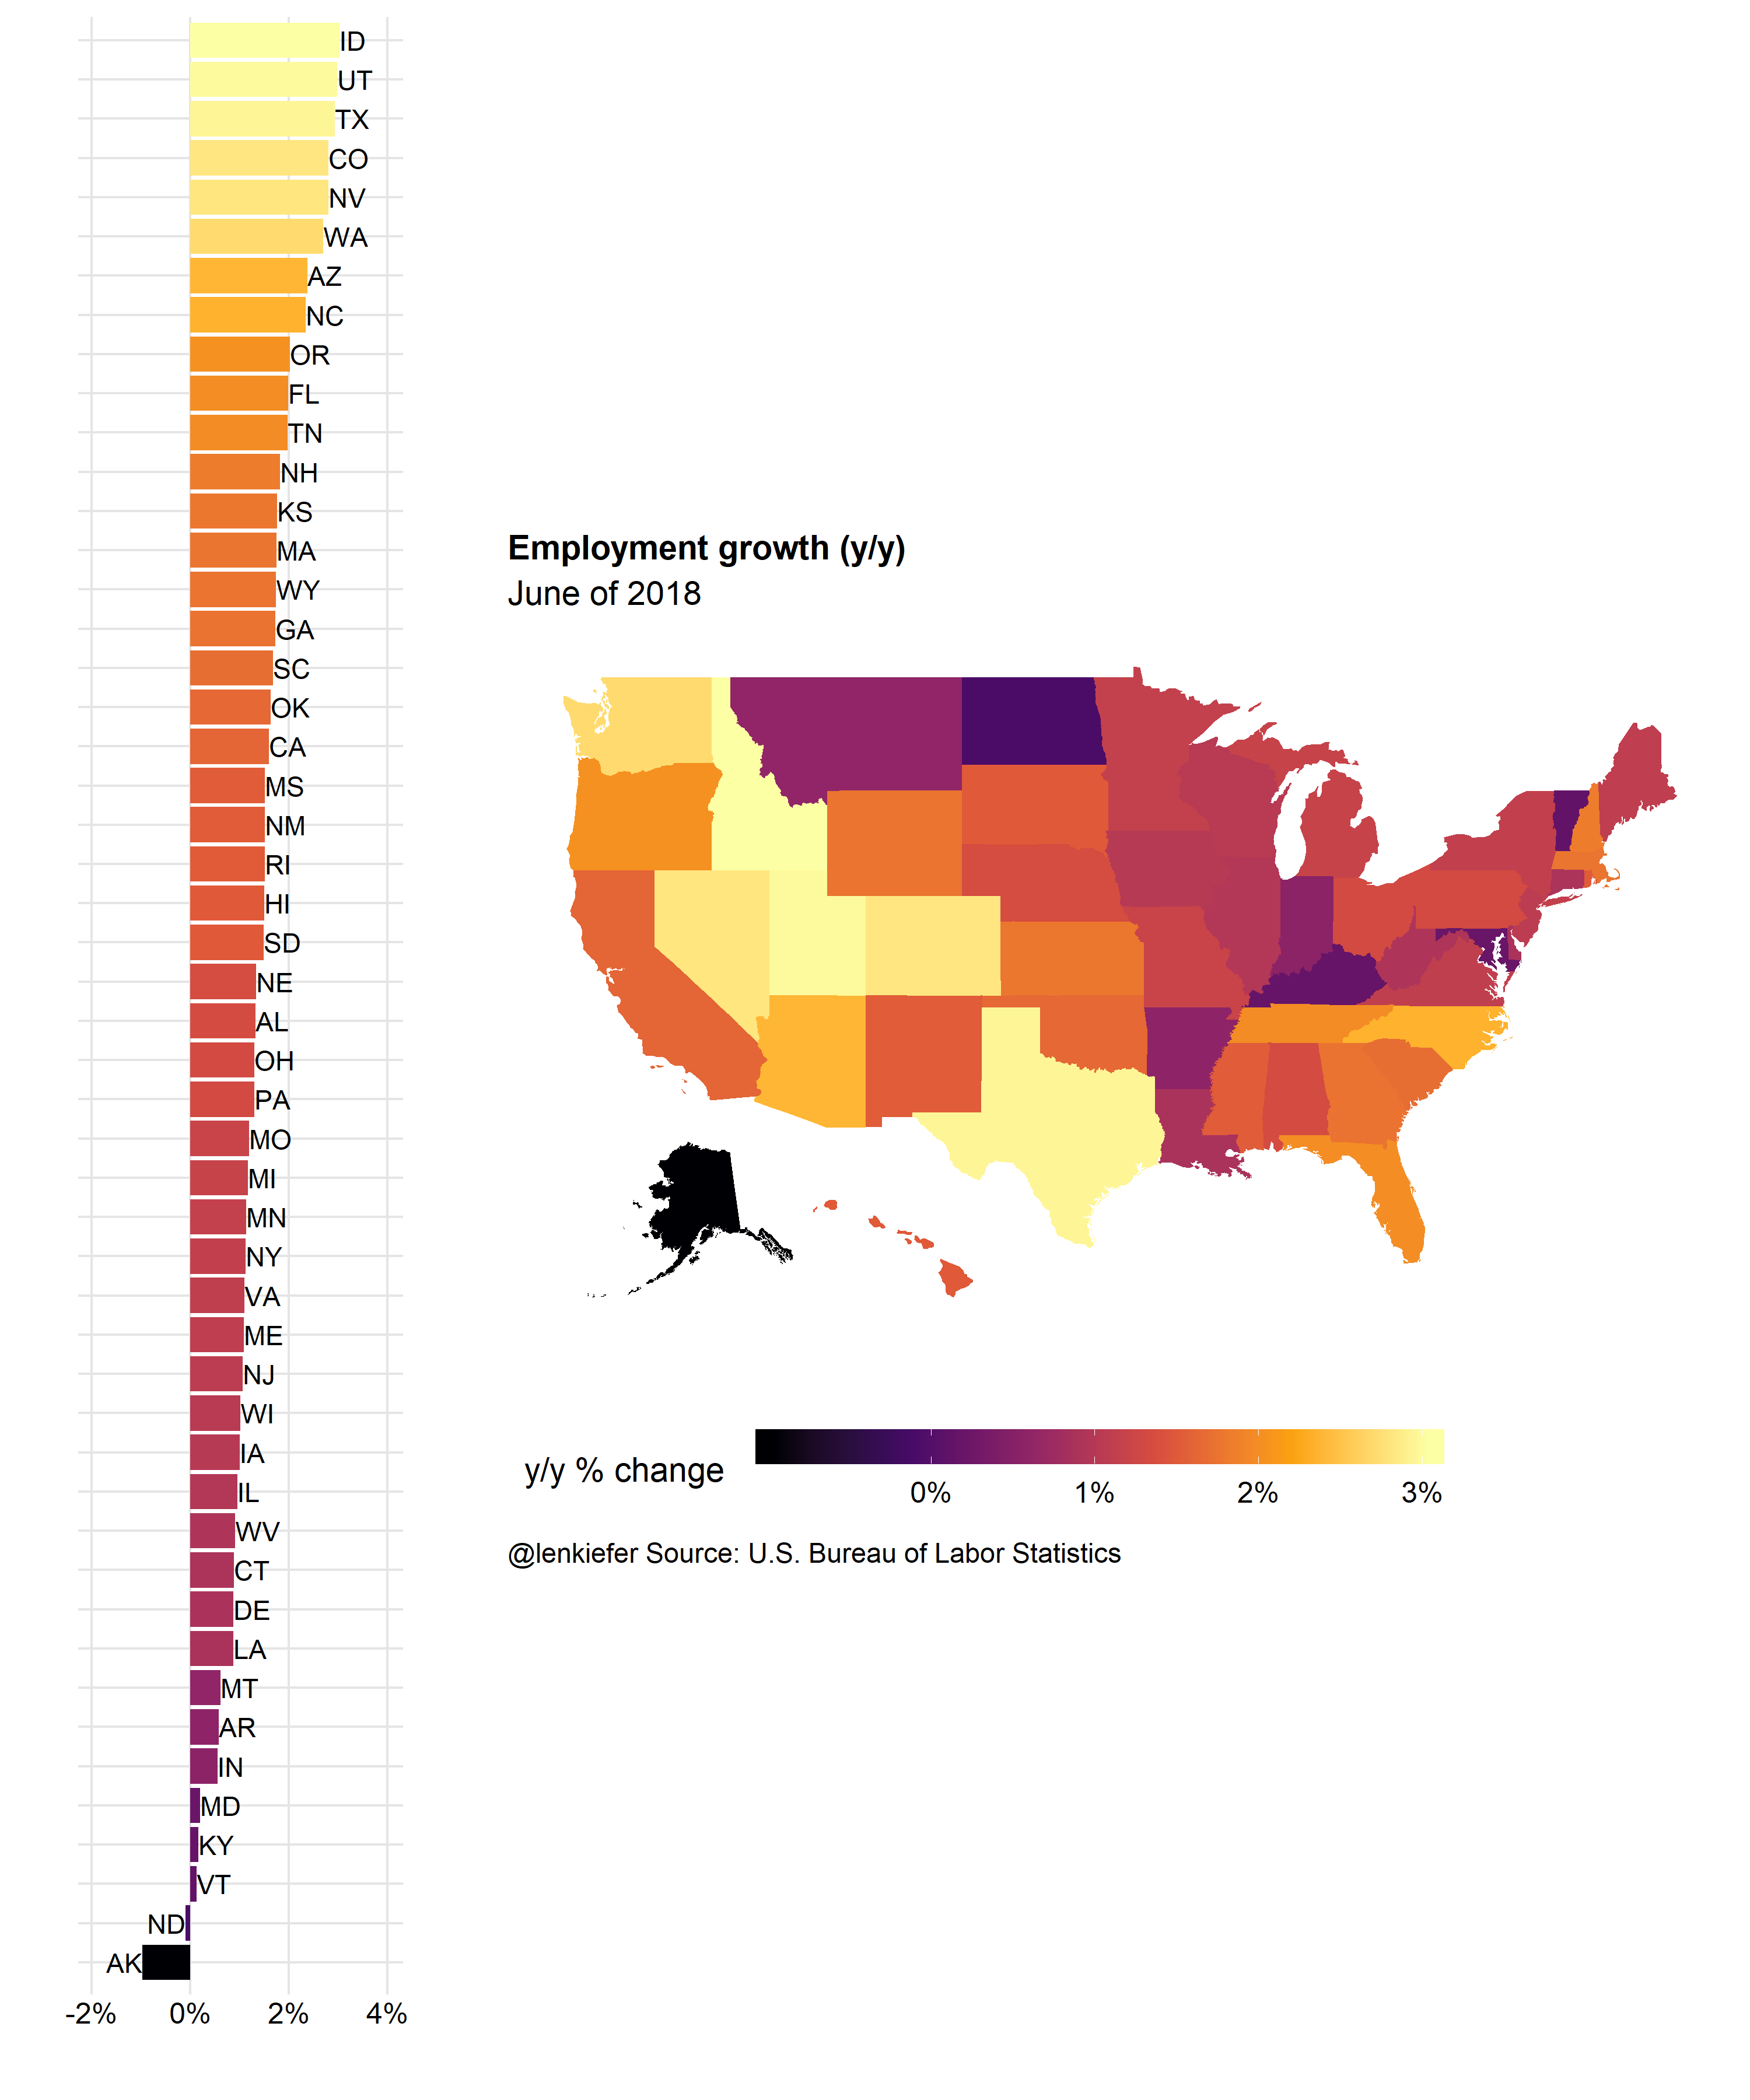 ID
UT
TX
CO
NV
WA
AZ
NC
OR
FL
TN
NH
KS
MA
WY
GA
SC
OK
CA
MS
NM
RI
HI
SD
NE
AL
OH
PA
MO
MI
MN
NY
VA
ME
NJ
WI
IA
IL
WV
CT
DE
LA
MT
AR
IN
MD
KY
VT
ND
AK
-2% 0% 2% 4%
Employment growth (y/y)
June of 2018
y/y % change
0% 1% 2% 3%
@lenkiefer Source: U.S. Bureau of Labor Statistics